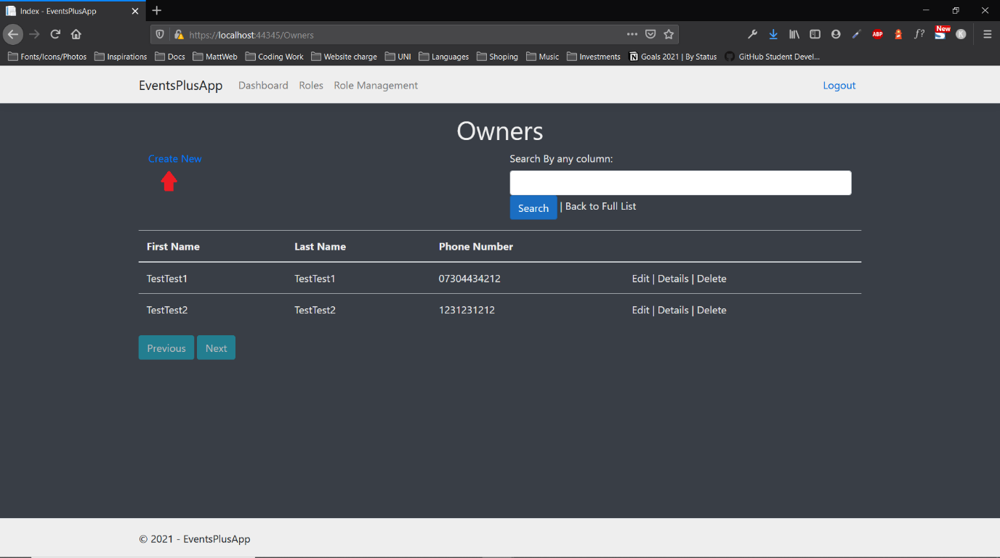 Index - EventsPlusApp
https://localhost:44345/Owners
ABP
f?
New
S
K
Fonts/Icons/Photos Inspirations Docs MattWeb Coding Work Website charge UNI Languages Shoping Music Investments N Goals 2021 | By Status GitHub Student Devel...
EventsPlusApp Dashboard Roles Role Management Logout
Owners
Create New
Search By any column:
Search | Back to Full List
First Name Last Name Phone Number
TestTest1 TestTest1 07304434212 Edit | Details | Delete
TestTest2 TestTest2 1231231212 Edit | Details | Delete
Previous Next
© 2021 - EventsPlusApp